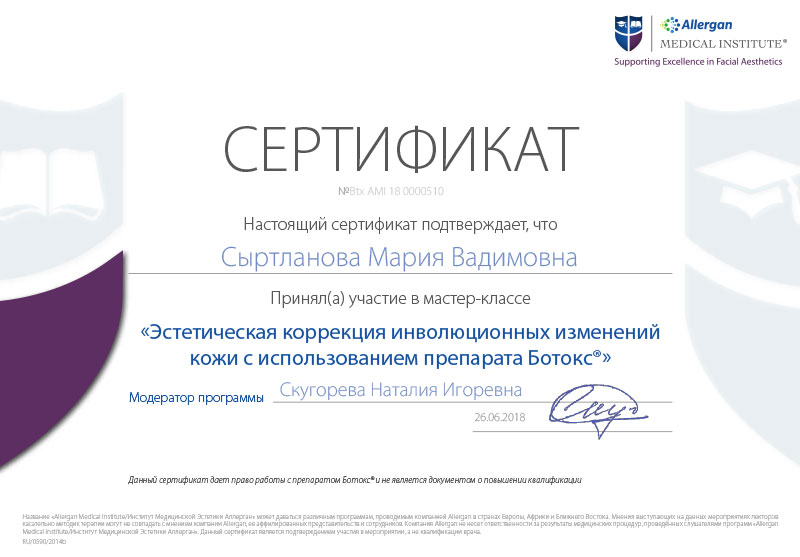 Allergan
MEDICAL INSTITUTE®
Supporting Excellence in Facial Aesthetics
СЕРТИФИКАТ
№Btx AMI 18 0000510
Настоящий сертификат подтверждает, что
Сыртланова Мария Вадимовна
Принял(а) участие в мастер-классе
«Эстетическая коррекция инволюционных изменений
кожи с использованием препарата Ботокс®»
Модератор программы Скугорева Наталия Игоревна
26.06.2018
Данный сертификат дает право работы с препаратом Ботокс® и не является документом о повышении квалификации
Название «Allergan Medical Institute/Институт Медицинской Эстетики Аллерган» может даваться различным программам, проводимым компанией Allergan в странах Европы, Африки и Ближнего Востока. Мнения выступающих на данных мероприятиях лекторов
касательно методик терапии могут не совпадать с мнением компании Allergan, ее аффилированных представительств и сотрудников. Компания Allergan не несет ответственности за результаты медицинских процедур, проведённых слушателями программ «Allergan
Medical Institute/Институт Медицинской Эстетики Аллерган». Данный сертификат является подтверждением участия в мероприятии, а не квалификации врача.
RU/0590/2014b